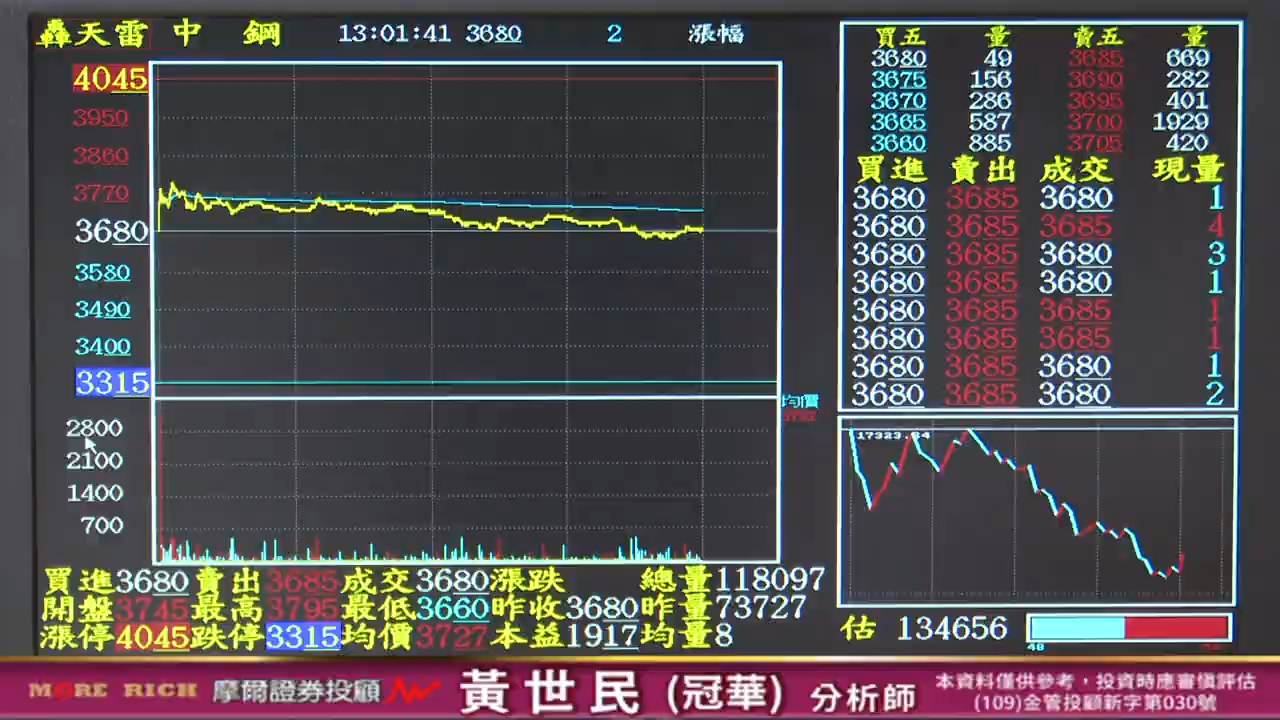 轟天雷 中 鋼 13:01:41 3680 2 漲幅
4045
3950
3860
3770
3680
3580
3490
3400
3315
均價
2800
2100
1400
700
買五 量 賣五 量
3680 49 3685 669
3675 156 3690 282
3670 286 3695 401
3665 587 3700 1929
3660 885 3705 420
買進 賣出 成交 現量
3680 3685 3680 1
3680 3685 3685 4
3680 3685 3680 3
3680 3685 3680 1
3680 3685 3685 1
3680 3685 3685 1
3680 3685 3680 1
3680 3685 3680 2
17323.64
買進3680 賣出3685 成交3680 漲跌 總量118097
開盤3745 最高3795 最低3660 昨收3680 昨量73727
漲停4045 跌停3315 均價3727 本益1917 均量8
估 134656
48
MORE RICH 摩爾證券投顧 黃世民 (冠華) 分析師
本資料僅供參考，投資時應審慎評估
(109)金管投顧新字第030號